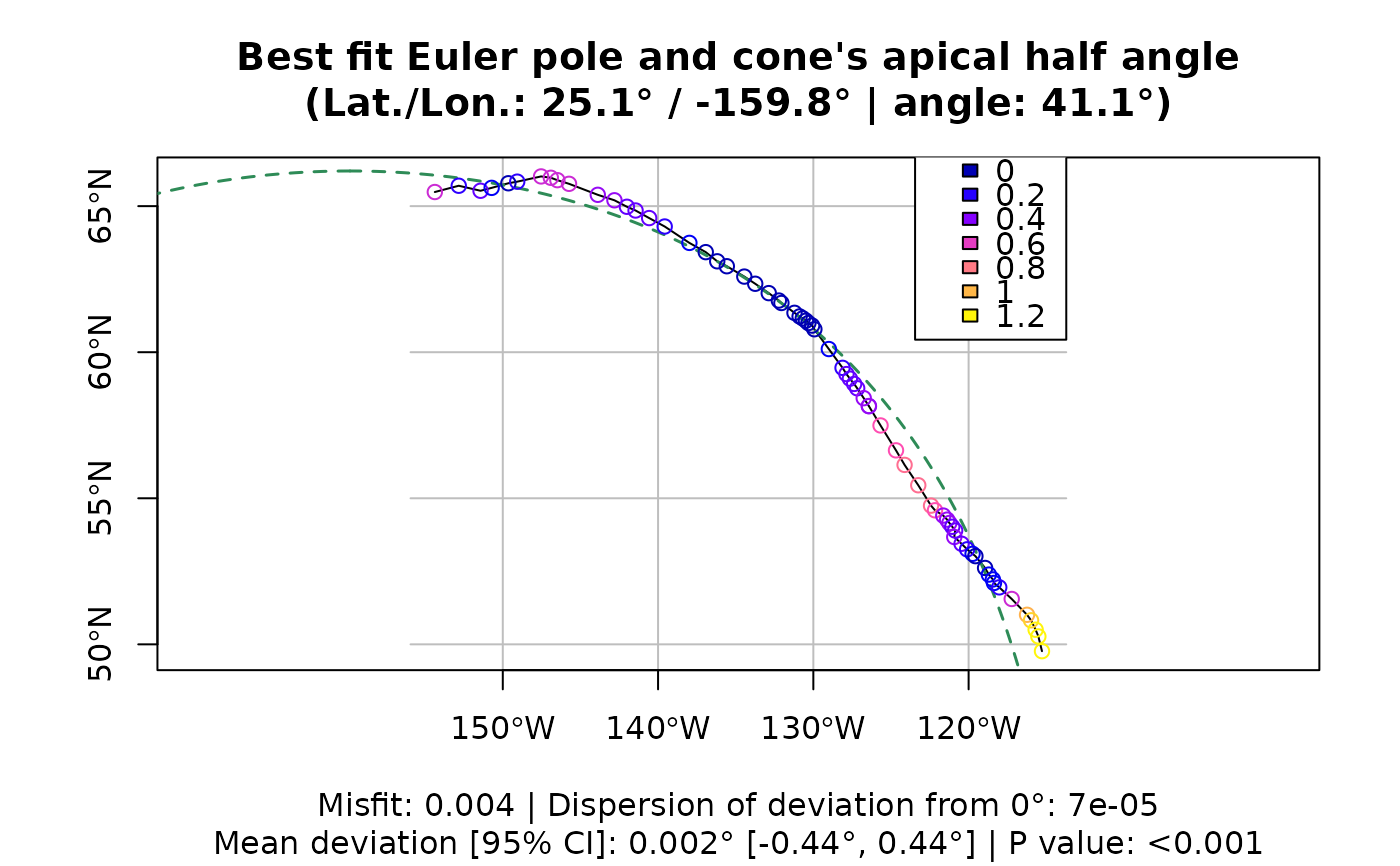 Best fit Euler pole and cone's apical half angle
(Lat./Lon.: 25.1° / -159.8° | angle: 41.1°)
0
0.2
0.4
0.6
0.8
1
1.2
65°N
60°N
55°N
50°N
150°W 140°W 130°W 120°W
Misfit: 0.004 | Dispersion of deviation from 0°: 7e-05
Mean deviation [95% CI]: 0.002° [-0.44°, 0.44°] | P value: <0.001